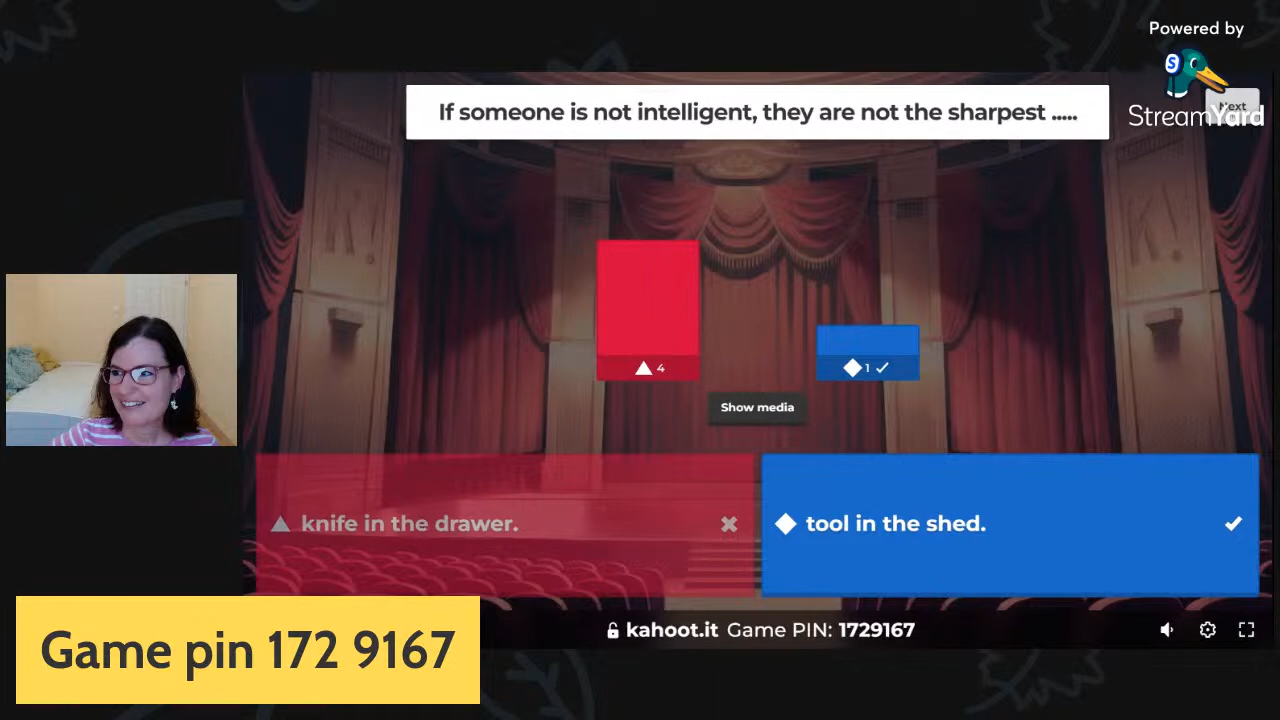 Powered by
StreamYard
Next
If someone is not intelligent, they are not the sharpest .....
4
1
Show media
knife in the drawer.
tool in the shed.
kahoot.it Game PIN: 1729167
Game pin 172 9167